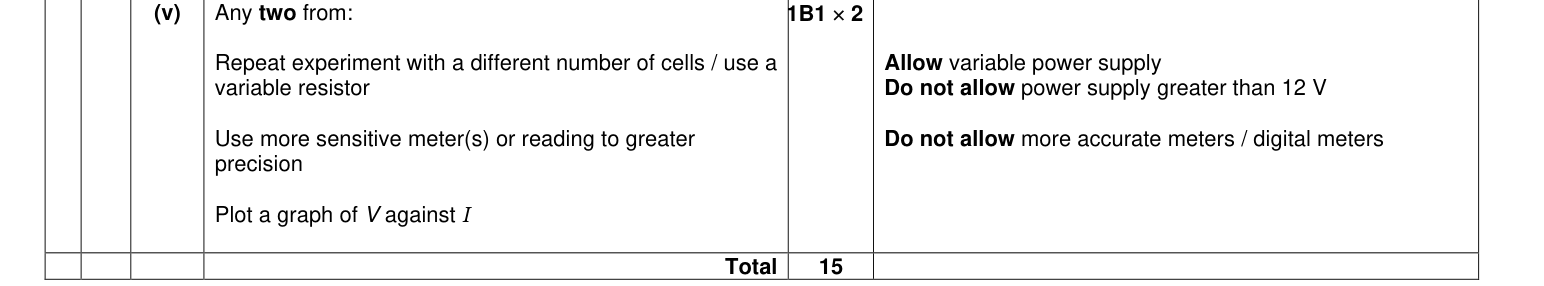 (v) Any two from: 1B1 × 2
Repeat experiment with a different number of cells / use a Allow variable power supply
variable resistor Do not allow power supply greater than 12 V
Use more sensitive meter(s) or reading to greater Do not allow more accurate meters / digital meters
precision
Plot a graph of V against I
Total 15